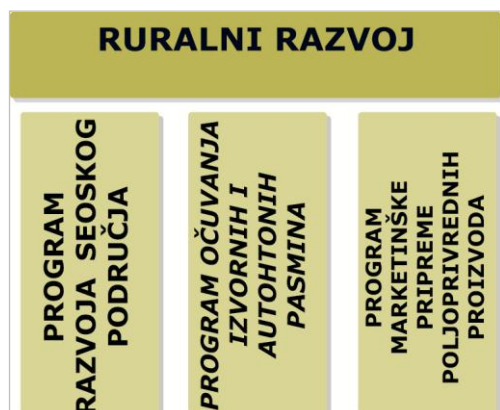 RURALNI RAZVOJ
PROGRAM
RAZVOJA SEOSKOG
PODRUČJA
PROGRAM OČUVANJA
IZVORNIH I
AUTOHTONIH
PASMINA
PROGRAM
MARKETINŠKE
PRIPREME
POLJOPRIVREDNIH
PROIZVODA